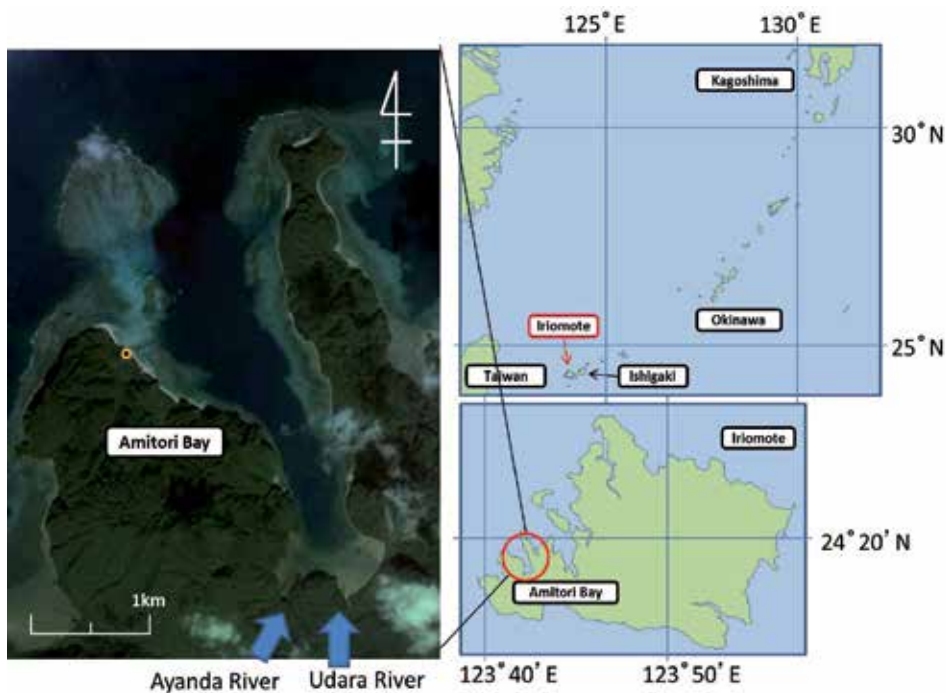 125°E
130°E
Kagoshima
30°N
Okinawa
Iriomote
25°N
Taiwan
Ishigaki
Amitori Bay
1km
Ayanda River
Udara River
Iriomote
24°20′N
Amitori Bay
123°40′E
123°50′E